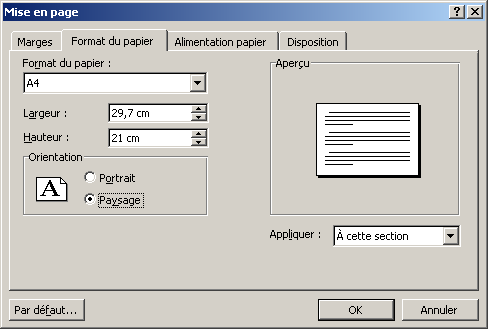 Mise en page
Marges
Format du papier
Alimentation papier
Disposition
Format du papier :
A4
Largeur :
29,7 cm
Hauteur :
21 cm
Orientation
A
Portrait
Paysage
Aperçu
Appliquer :
À cette section
Par défaut...
OK
Annuler